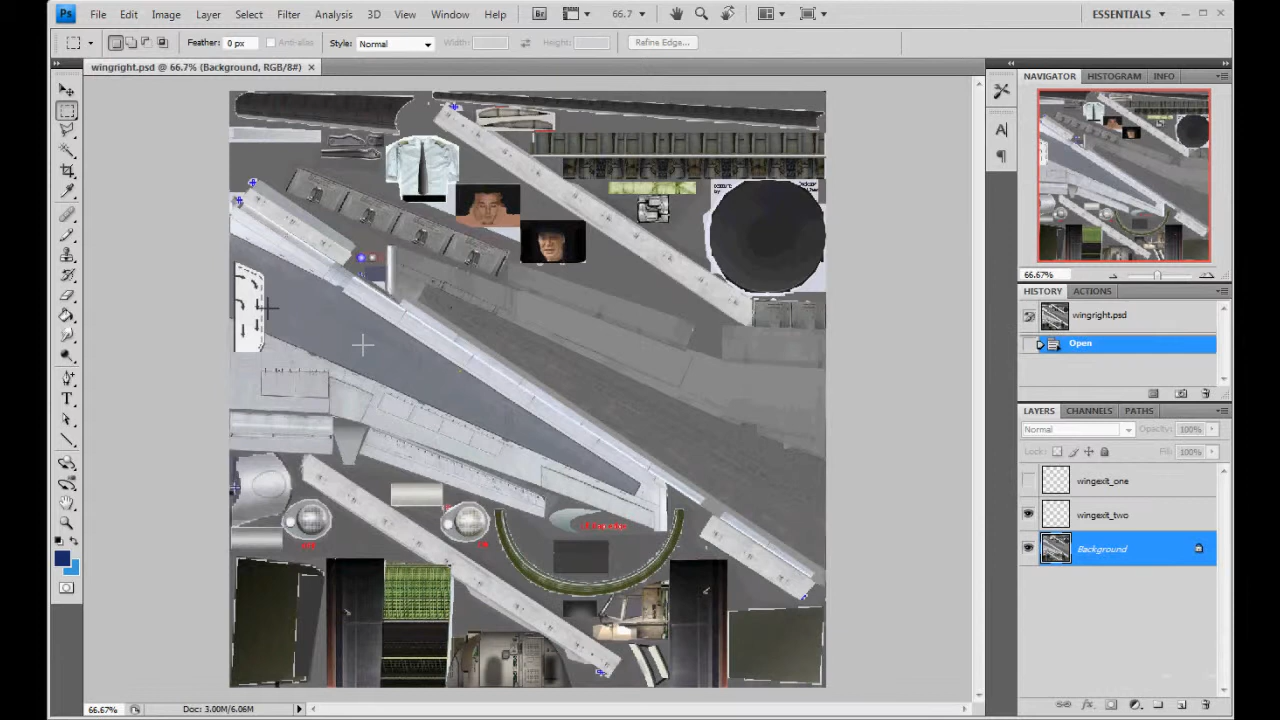 Ps File Edit Image Layer Select Filter Analysis 3D View Window Help Br 66.7 ESSENTIALS
Feather: 0 px Anti-alias Style: Normal Width: Height: Refine Edge...
wingright.psd @ 66.7% (Background, RGB/8#)
NAVIGATOR HISTOGRAM INFO
66.67%
HISTORY ACTIONS
wingright.psd
Open
LAYERS CHANNELS PATHS
Normal Opacity: 100%
Lock: Fill: 100%
wingexit_one
wingexit_two
Background
66.67% Doc: 3.00M/6.06M